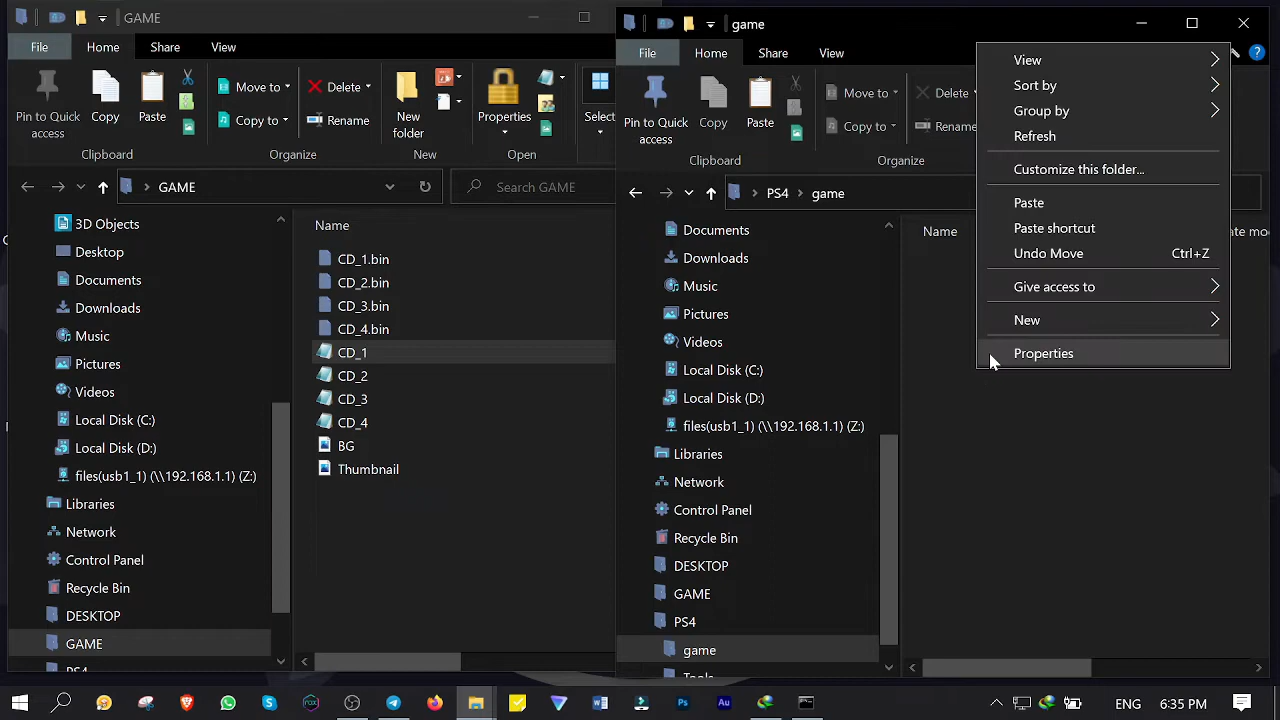 GAME
File Home Share View
Pin to Quick access
Copy
Paste
Clipboard
Move to
Copy to
Delete
Rename
Organize
New folder
New
Properties
Open
Select
GAME
Search GAME
3D Objects
Desktop
Documents
Downloads
Music
Pictures
Videos
Local Disk (C:)
Local Disk (D:)
files(usb1_1) (\\192.168.1.1) (Z:)
Libraries
Network
Control Panel
Recycle Bin
DESKTOP
GAME
PS4
Name
CD_1.bin
CD_2.bin
CD_3.bin
CD_4.bin
CD_1
CD_2
CD_3
CD_4
BG
Thumbnail
game
File Home Share View
Pin to Quick access
Copy
Paste
Clipboard
Move to
Copy to
Delete
Rename
Organize
PS4 game
Documents
Downloads
Music
Pictures
Videos
Local Disk (C:)
Local Disk (D:)
files(usb1_1) (\\192.168.1.1) (Z:)
Libraries
Network
Control Panel
Recycle Bin
DESKTOP
GAME
PS4
game
Tools
Name
View
Sort by
Group by
Refresh
Customize this folder...
Paste
Paste shortcut
Undo Move Ctrl+Z
Give access to
New
Properties
Ps
Au
ENG
6:35 PM